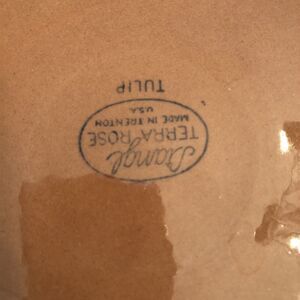 Stangl
TERRA ROSE
MADE IN TRENTON
U.S.A.
TULIP